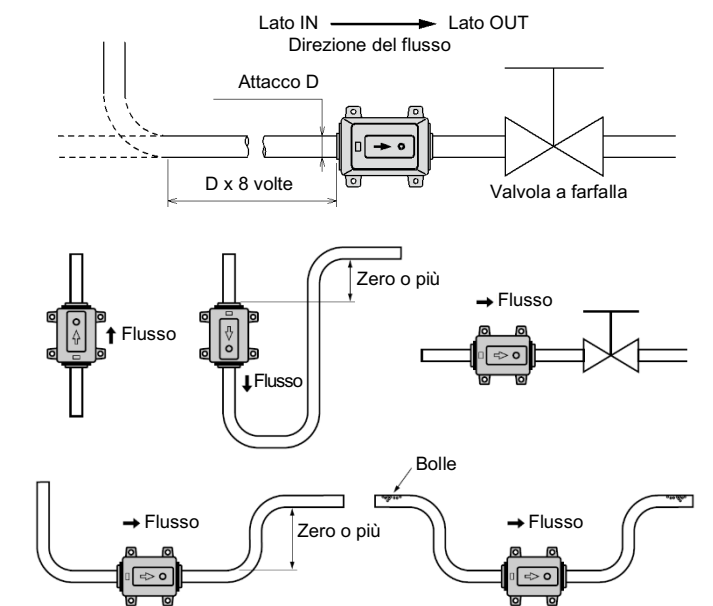 Lato IN Lato OUT
Direzione del flusso
Attacco D
D x 8 volte
Valvola a farfalla
Zero o più
Flusso
Flusso
Flusso
Bolle
Flusso
Zero o più
Flusso